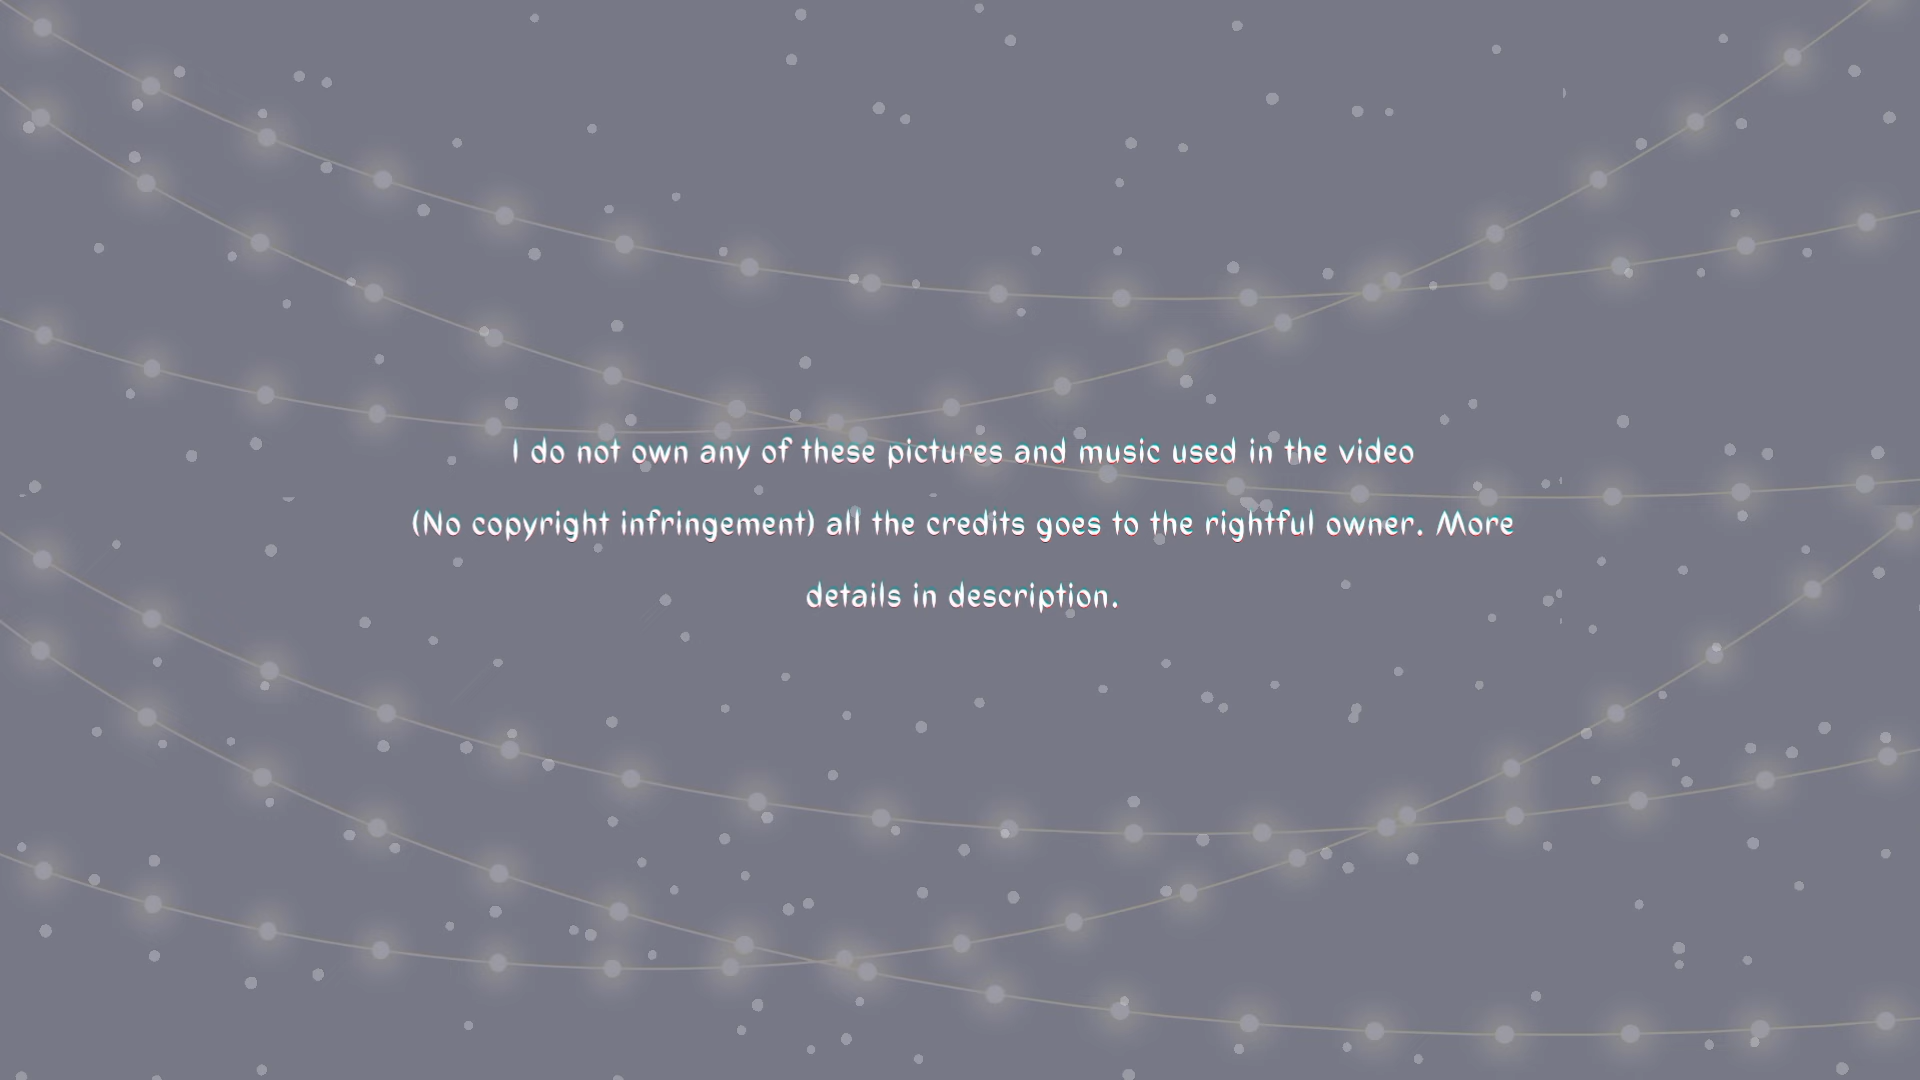 I do not own any of these pictures and music used in the video
(No copyright infringement) all the credits goes to the rightful owner. More
details in description.